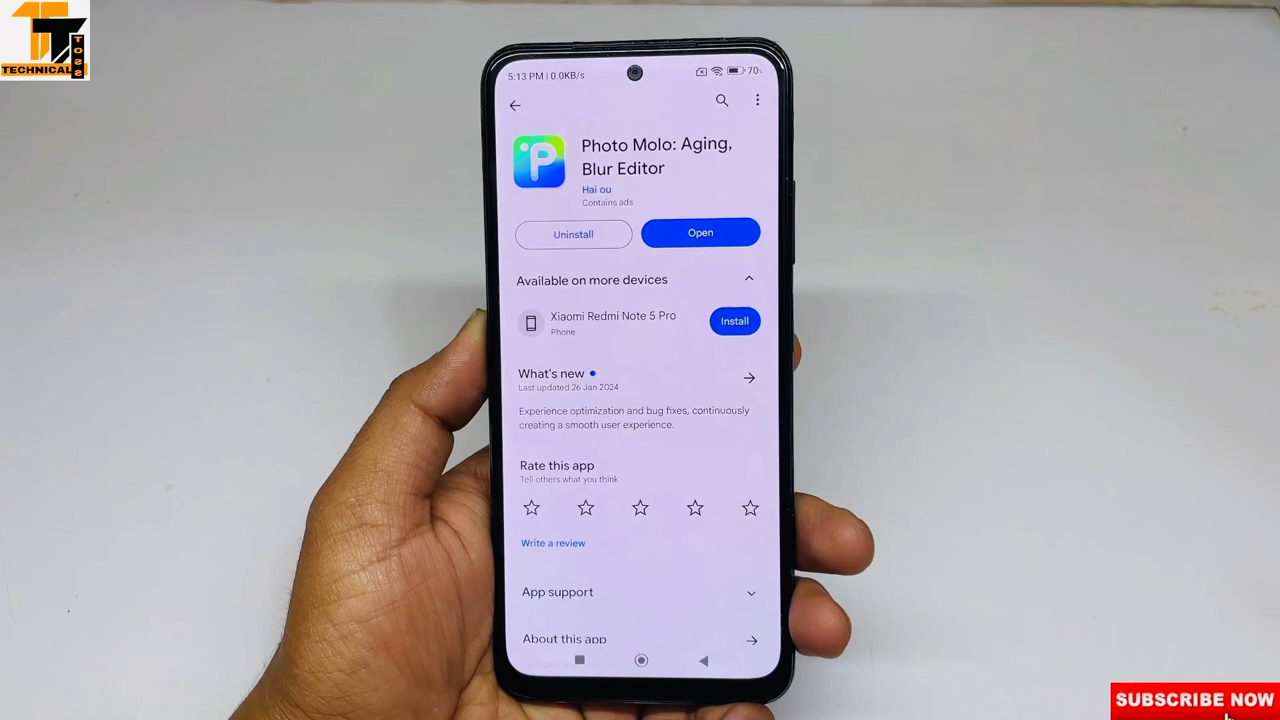 TT
TOSS
TECHNICAL
5:13 PM | 0.0KB/s
70%
Photo Molo: Aging,
Blur Editor
Hai ou
Contains ads
Uninstall
Open
Available on more devices
Xiaomi Redmi Note 5 Pro
Phone
Install
What's new
Last updated 26 Jan 2024
Experience optimization and bug fixes, continuously
creating a smooth user experience.
Rate this app
Tell others what you think
Write a review
App support
About this app
SUBSCRIBE NOW